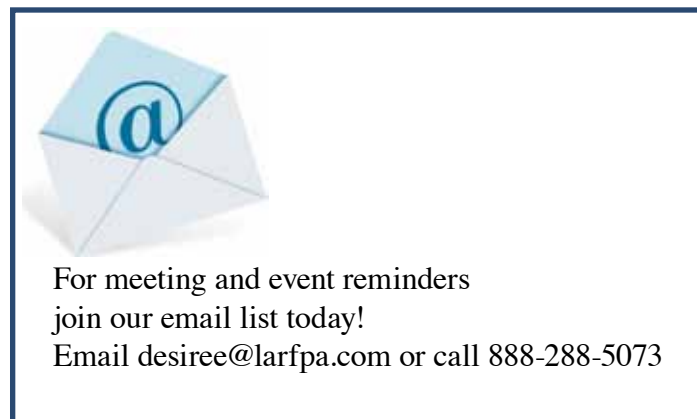 @
For meeting and event reminders
join our email list today!
Email desiree@larfpa.com or call 888-288-5073